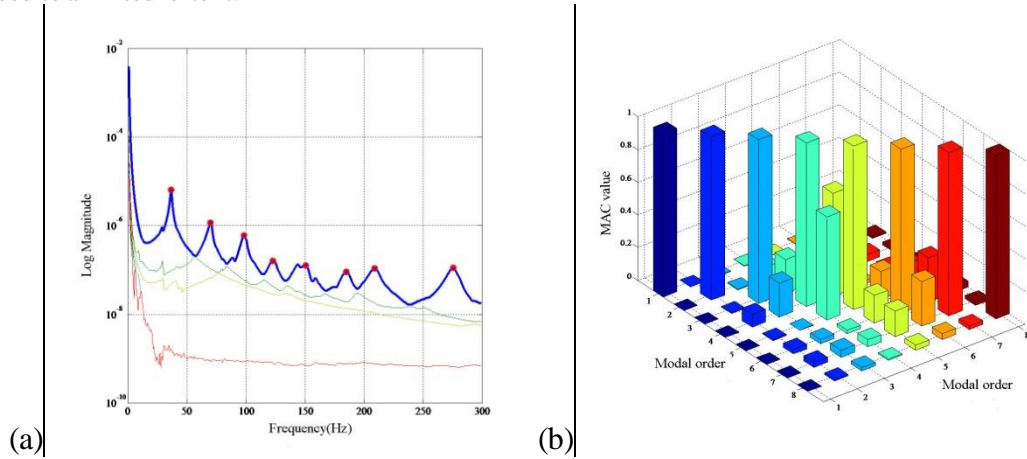 (a)
10-2
10-4
10-6
10-8
10-10
Log Magnitude
0 50 100 150 200 250 300
Frequency(Hz)
(b)
1
0.8
0.6
0.4
0.2
0
MAC value
1 2 3 4 5 6 7 8
Modal order
1 2 3 4 5 6 7 8
Modal order